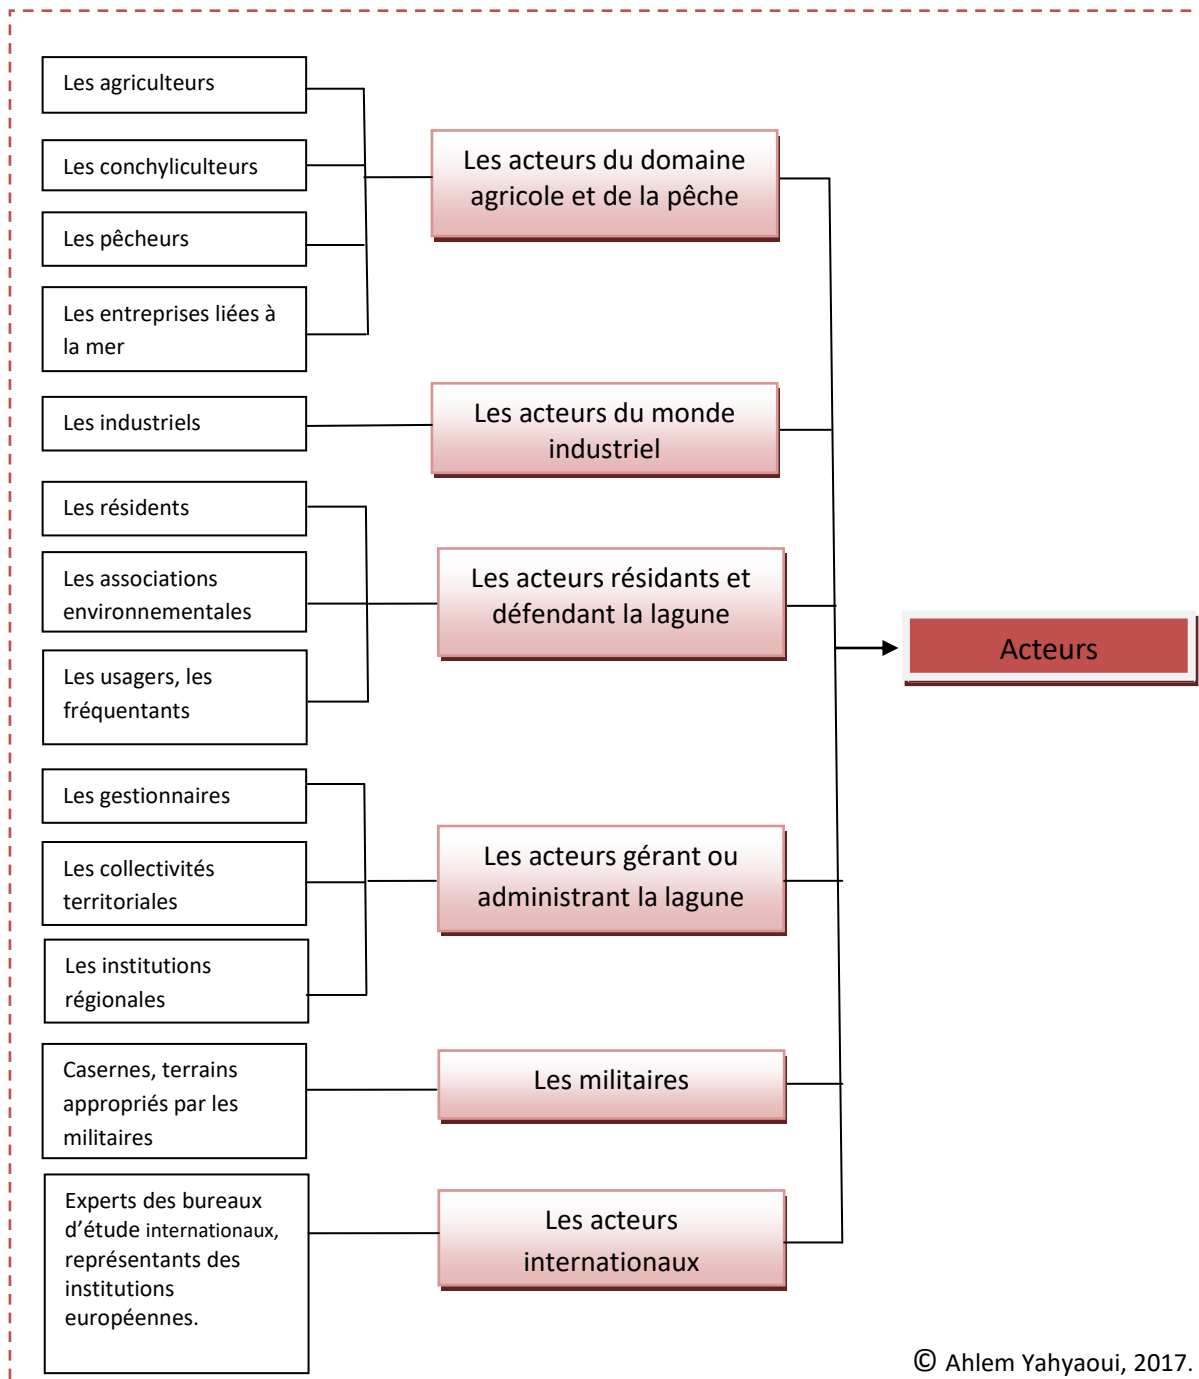 Les agriculteurs
Les conchyliculteurs
Les pêcheurs
Les entreprises liées à
la mer
Les acteurs du domaine
agricole et de la pêche
Les industriels
Les acteurs du monde
industriel
Les résidents
Les associations
environnementales
Les usagers, les
fréquentants
Les acteurs résidants et
défendant la lagune
Acteurs
Les gestionnaires
Les collectivités
territoriales
Les institutions
régionales
Les acteurs gérant ou
administrant la lagune
Casernes, terrains
appropriés par les
militaires
Les militaires
Experts des bureaux
d’étude internationaux,
représentants des
institutions
européennes.
Les acteurs
internationaux
© Ahlem Yahyaoui, 2017.